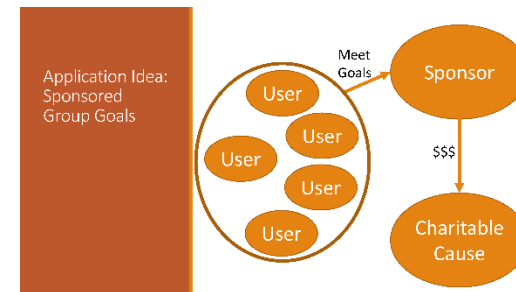 Application Idea:
Sponsored
Group Goals
User
User
User
User
User
Meet
Goals
Sponsor
$$$
Charitable
Cause